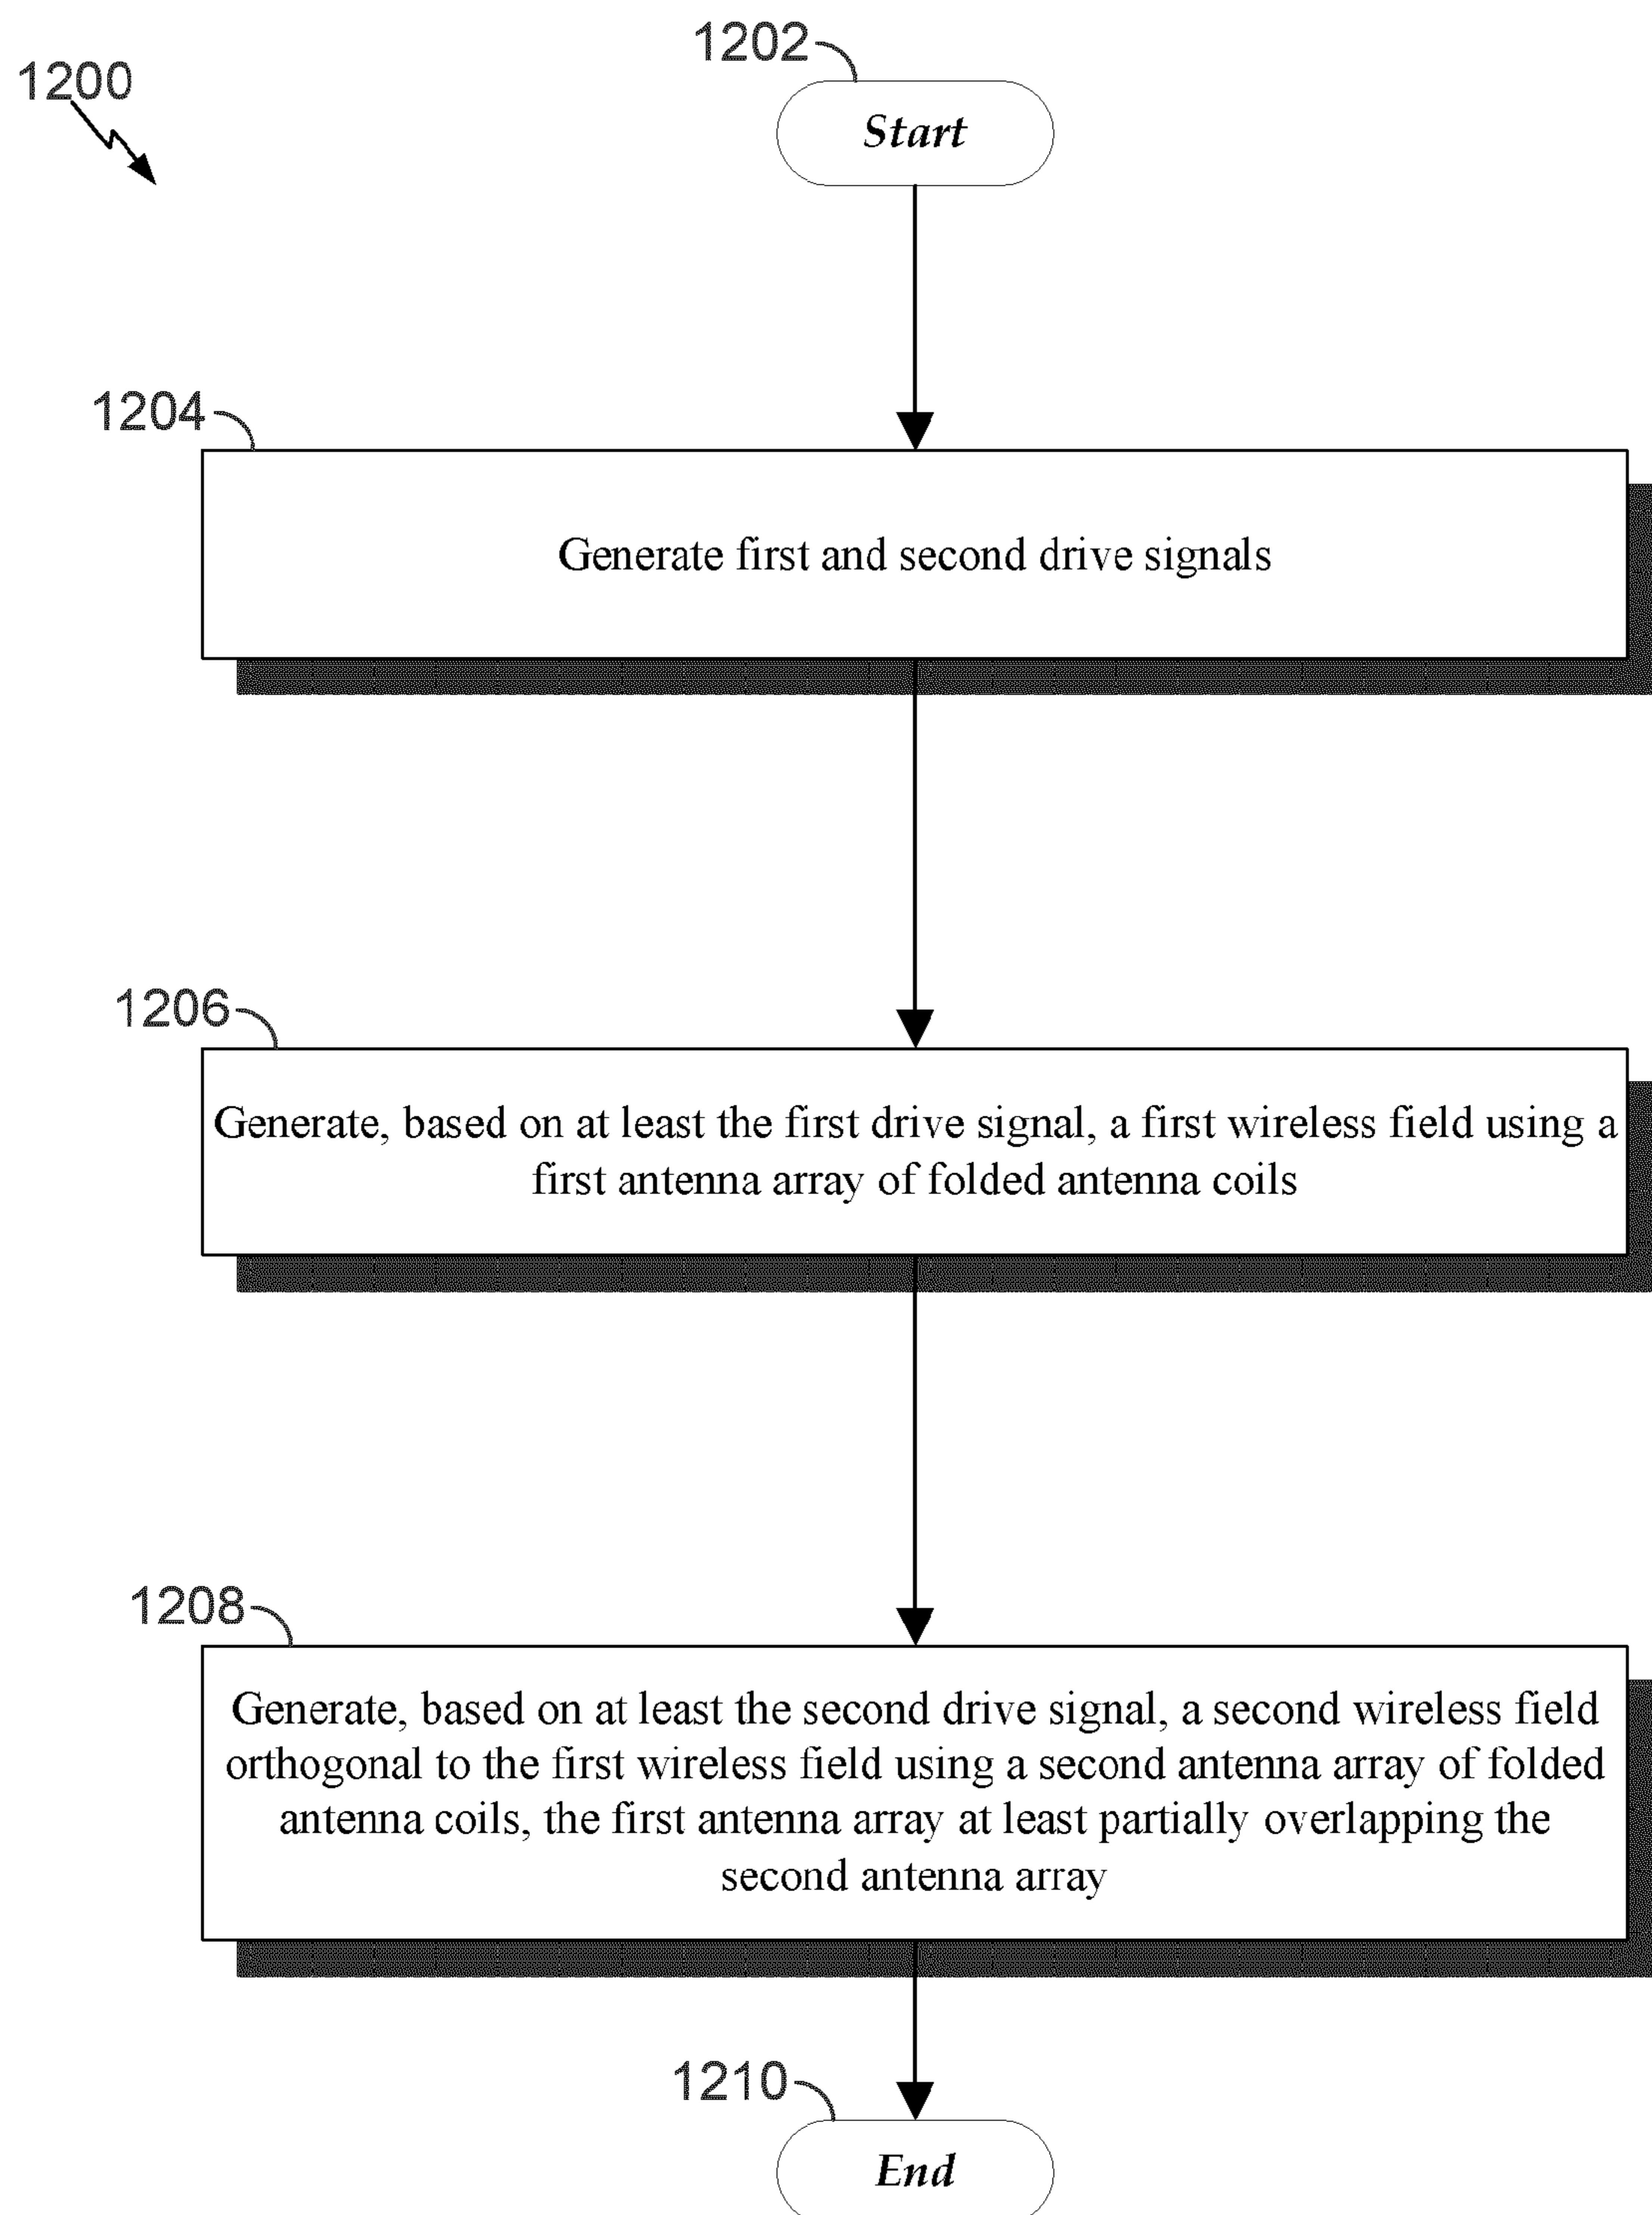 1200
1202
Start
1204
Generate first and second drive signals
1206
Generate, based on at least the first drive signal, a first wireless field using a
first antenna array of folded antenna coils
1208
Generate, based on at least the second drive signal, a second wireless field
orthogonal to the first wireless field using a second antenna array of folded
antenna coils, the first antenna array at least partially overlapping the
second antenna array
1210
End